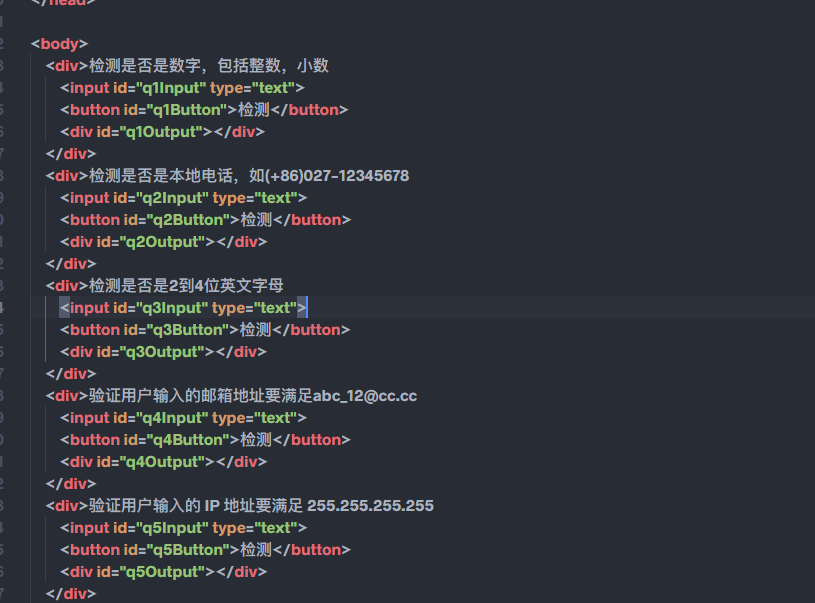 </head>
<body>
<div>检测是否是数字，包括整数，小数
<input id="q1Input" type="text">
<button id="q1Button">检测</button>
<div id="q1Output"></div>
</div>
<div>检测是否是本地电话，如(+86)027-12345678
<input id="q2Input" type="text">
<button id="q2Button">检测</button>
<div id="q2Output"></div>
</div>
<div>检测是否是2到4位英文字母
<input id="q3Input" type="text">
<button id="q3Button">检测</button>
<div id="q3Output"></div>
</div>
<div>验证用户输入的邮箱地址要满足abc_12@cc.cc
<input id="q4Input" type="text">
<button id="q4Button">检测</button>
<div id="q4Output"></div>
</div>
<div>验证用户输入的 IP 地址要满足 255.255.255.255
<input id="q5Input" type="text">
<button id="q5Button">检测</button>
<div id="q5Output"></div>
</div>